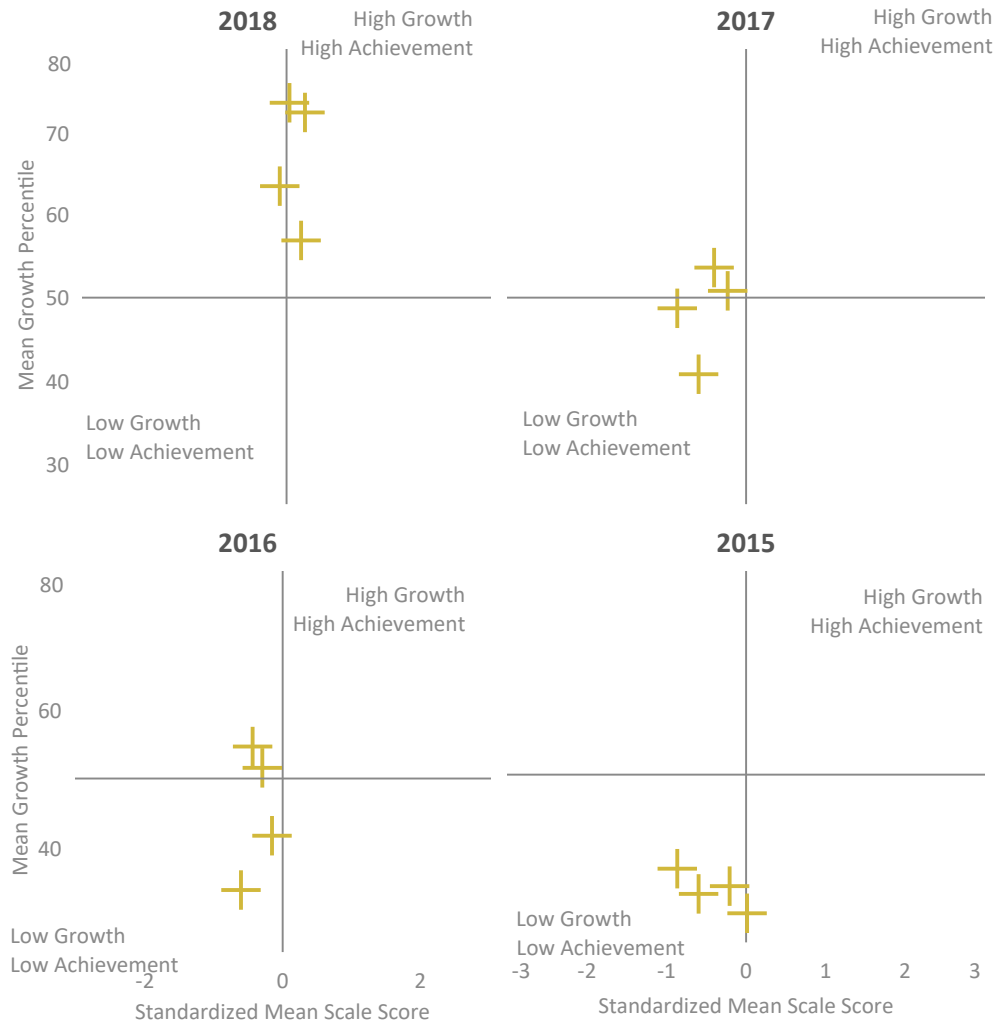 2018
High Growth
High Achievement
80
70
60
50
40
30
Mean Growth Percentile
Low Growth
Low Achievement
2017
High Growth
High Achievement
Low Growth
Low Achievement
2016
High Growth
High Achievement
80
60
40
Mean Growth Percentile
Low Growth
Low Achievement
-2
0
2
Standardized Mean Scale Score
2015
High Growth
High Achievement
Low Growth
Low Achievement
-3
-2
-1
0
1
2
3
Standardized Mean Scale Score